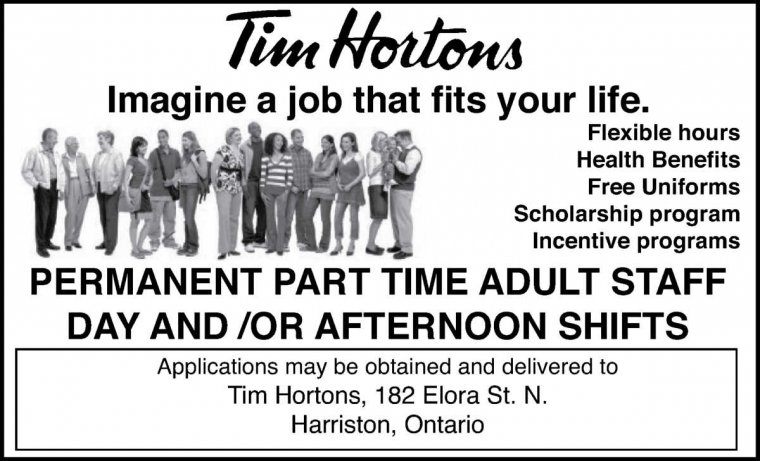 Tim Hortons
Imagine a job that fits your life.
Flexible hours
Health Benefits
Free Uniforms
Scholarship program
Incentive programs
PERMANENT PART TIME ADULT STAFF
DAY AND /OR AFTERNOON SHIFTS
Applications may be obtained and delivered to
Tim Hortons, 182 Elora St. N.
Harriston, Ontario